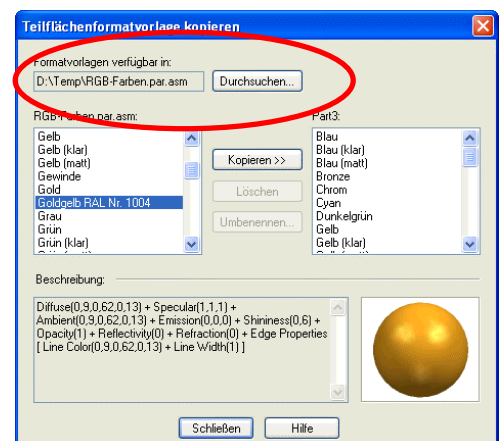 Teilflächenformatvorlage kopieren
Formatvorlagen verfügbar in:
D:\Temp\RGB-Farben.par.asm
Durchsuchen...
RGB-Farben.par.asm:
Part3:
Gelb
Gelb (klar)
Gelb (matt)
Gewinde
Gold
Goldgelb RAL Nr. 1004
Grau
Grün
Grün (klar)
Kopieren >>
Löschen
Umbenennen...
Blau
Blau (klar)
Blau (matt)
Bronze
Chrom
Cyan
Dunkelgrün
Gelb
Gelb (klar)
Beschreibung:
Diffuse(0,9,0,62,0,13) + Specular(1,1,1) +
Ambient(0,9,0,62,0,13) + Emission(0,0,0) + Shininess(0,6) +
Opacity(1) + Reflectivity(0) + Refraction(0) + Edge Properties
[ Line Color(0,9,0,62,0,13) + Line Width(1) ]
Schließen
Hilfe